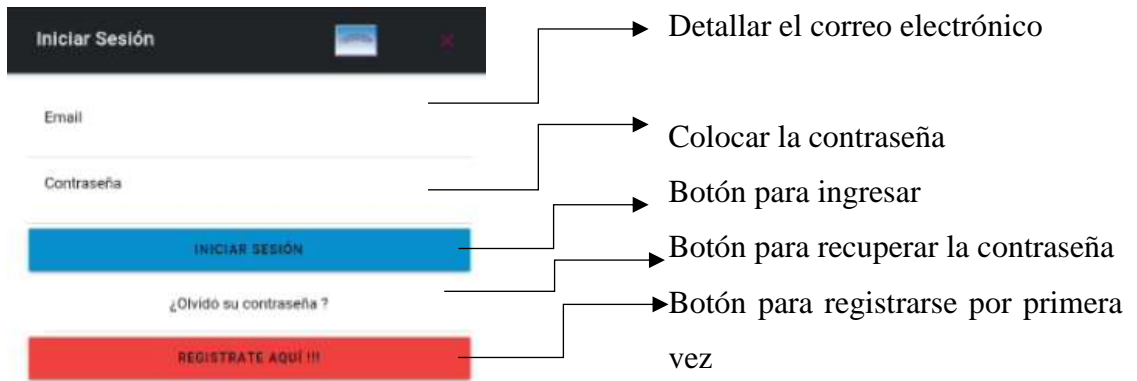 Iniciar Sesión
Email
Contraseña
INICIAR SESIÓN
¿Olvidó su contraseña ?
REGISTRATE AQUÍ !!!
Detallar el correo electrónico
Colocar la contraseña
Botón para ingresar
Botón para recuperar la contraseña
Botón para registrarse por primera
vez